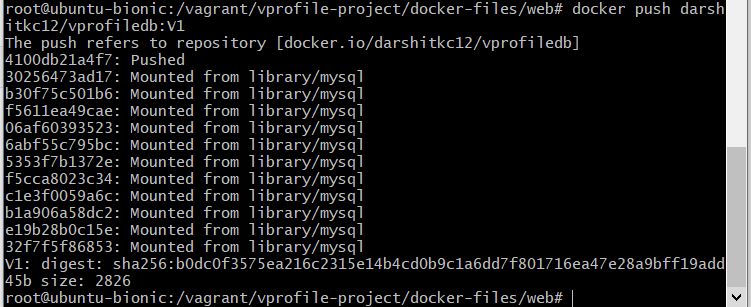 root@ubuntu-bionic:/vagrant/vprofile-project/docker-files/web# docker push darsh
itkc12/vprofiledb:V1
The push refers to repository [docker.io/darshitkc12/vprofiledb]
4100db21a4f7: Pushed
30256473ad17: Mounted from library/mysql
b30f75c501b6: Mounted from library/mysql
f5611ea49cae: Mounted from library/mysql
06af60393523: Mounted from library/mysql
6abf55c795bc: Mounted from library/mysql
5353f7b1372e: Mounted from library/mysql
f5cca8023c34: Mounted from library/mysql
c1e3f0059a6c: Mounted from library/mysql
b1a906a58dc2: Mounted from library/mysql
e19b28b0c15e: Mounted from library/mysql
32f7f5f86853: Mounted from library/mysql
V1: digest: sha256:b0dc0f3575ea216c2315e14b4cd0b9c1a6dd7f801716ea47e28a9bff19add
45b size: 2826
root@ubuntu-bionic:/vagrant/vprofile-project/docker-files/web#